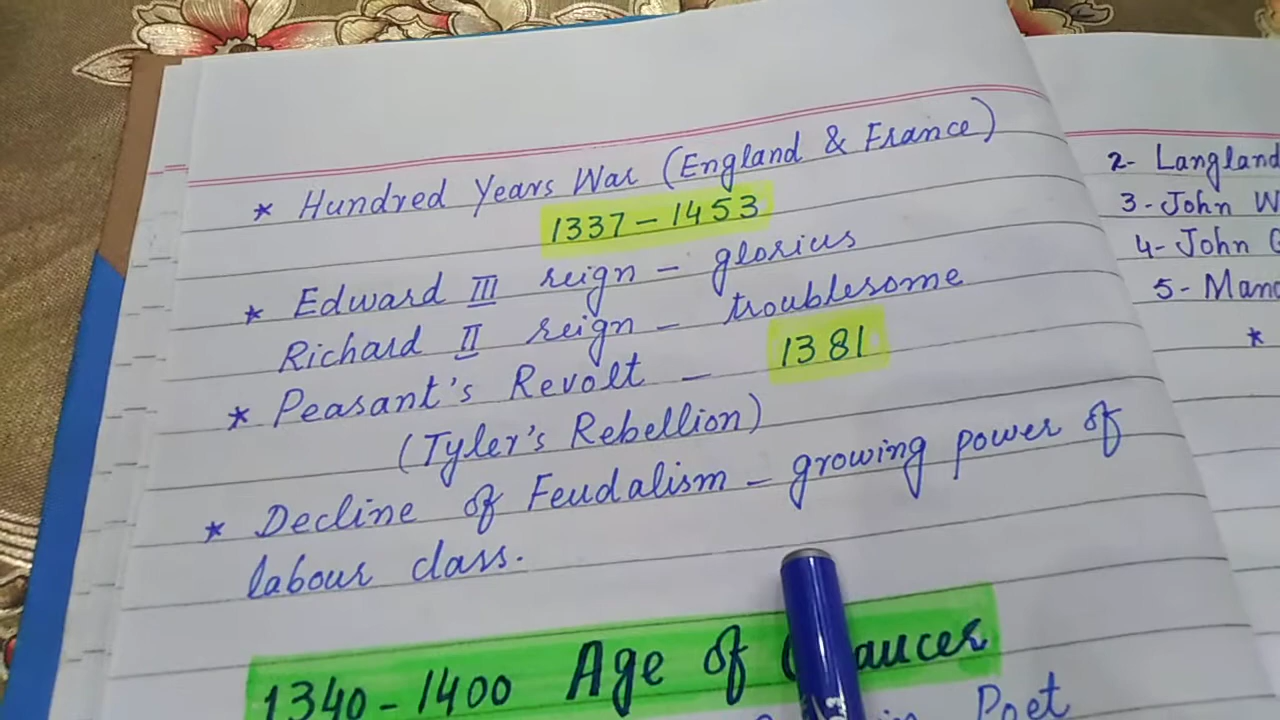 * Hundred Years War (England & France)
1337 - 1453
* Edward III reign - glorius
Richard II reign - troublesome
* Peasant's Revolt - 1381
(Tyler's Rebellion)
* Decline of Feudalism - growing power of
labour class.
1340 - 1400 Age of
Poet
2- Langland
3- John W
4- John G
5- Mand
*